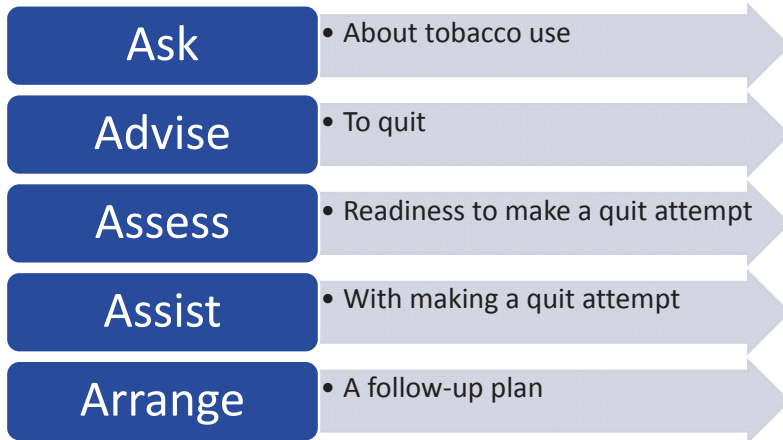 Ask
• About tobacco use
Advise
• To quit
Assess
• Readiness to make a quit attempt
Assist
• With making a quit attempt
Arrange
• A follow-up plan